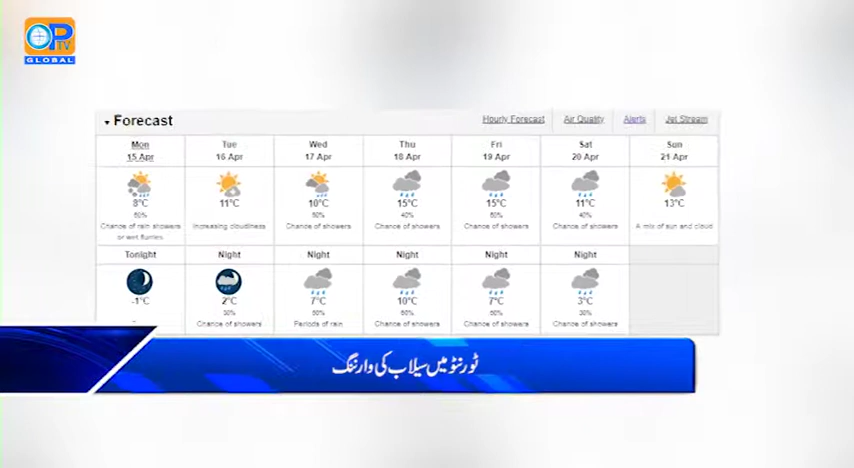 OP
TV
GLOBAL
Forecast
Hourly Forecast Air Quality Alerts Jet Stream
Mon Tue Wed Thu Fri Sat Sun
15 Apr 16 Apr 17 Apr 18 Apr 19 Apr 20 Apr 21 Apr
8°C 11°C 10°C 15°C 15°C 11°C 13°C
60% 60% 40% 60% 40%
Chance of rain showers or wet flurries Increasing cloudiness Chance of showers Chance of showers Chance of showers Chance of showers A mix of sun and cloud
Tonight Night Night Night Night Night
-1°C 2°C 7°C 10°C 7°C 3°C
30% 60% 60% 30%
Chance of showers Periods of rain Chance of showers Chance of showers Chance of showers
ٹورنٹو میں سیلاب کی وارننگ